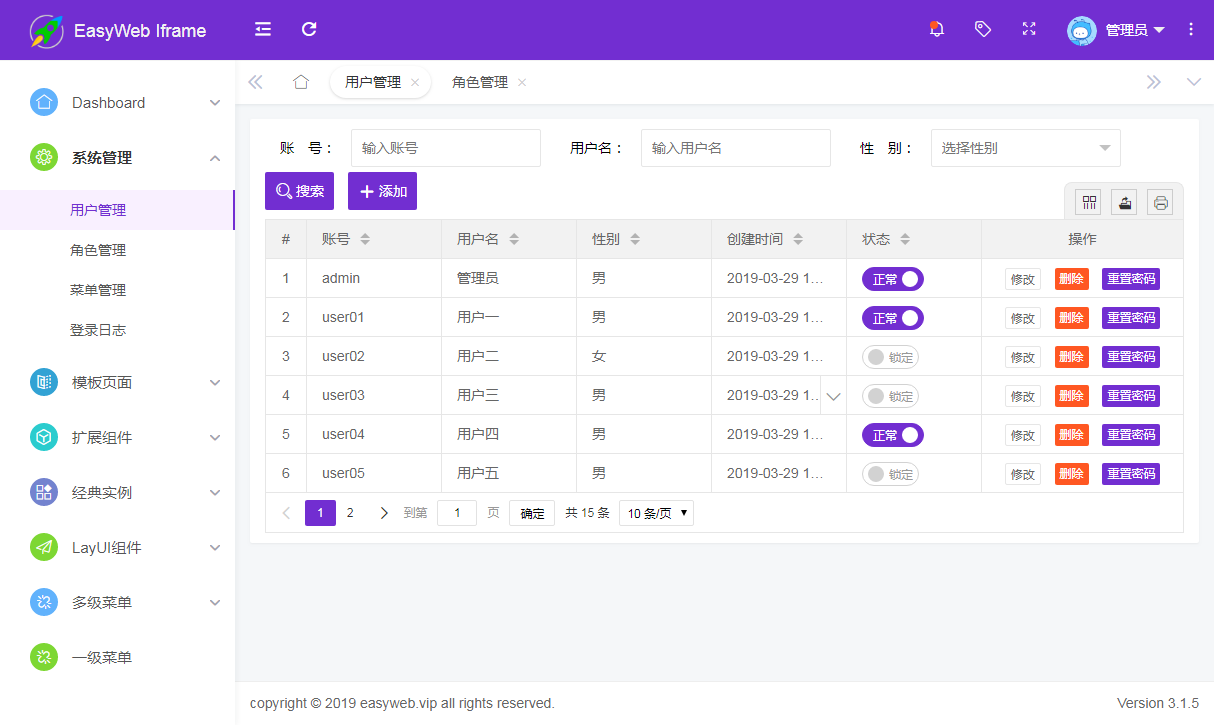 EasyWeb Iframe
管理员
Dashboard
系统管理
用户管理
角色管理
菜单管理
登录日志
模板页面
扩展组件
经典实例
LayUI组件
多级菜单
一级菜单
用户管理 角色管理
账 号： 输入账号 用户名： 输入用户名 性 别： 选择性别
搜索 添加
# 账号 用户名 性别 创建时间 状态 操作
1 admin 管理员 男 2019-03-29 1... 正常 修改 删除 重置密码
2 user01 用户一 男 2019-03-29 1... 正常 修改 删除 重置密码
3 user02 用户二 女 2019-03-29 1... 锁定 修改 删除 重置密码
4 user03 用户三 男 2019-03-29 1.. 锁定 修改 删除 重置密码
5 user04 用户四 男 2019-03-29 1... 正常 修改 删除 重置密码
6 user05 用户五 男 2019-03-29 1... 锁定 修改 删除 重置密码
1 2 到第 1 页 确定 共 15 条 10 条/页
copyright © 2019 easyweb.vip all rights reserved. Version 3.1.5